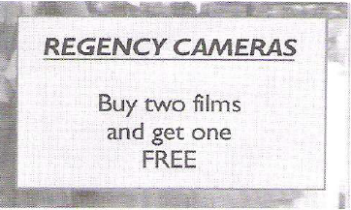 REGENCY CAMERAS
Buy two films
and get one
FREE